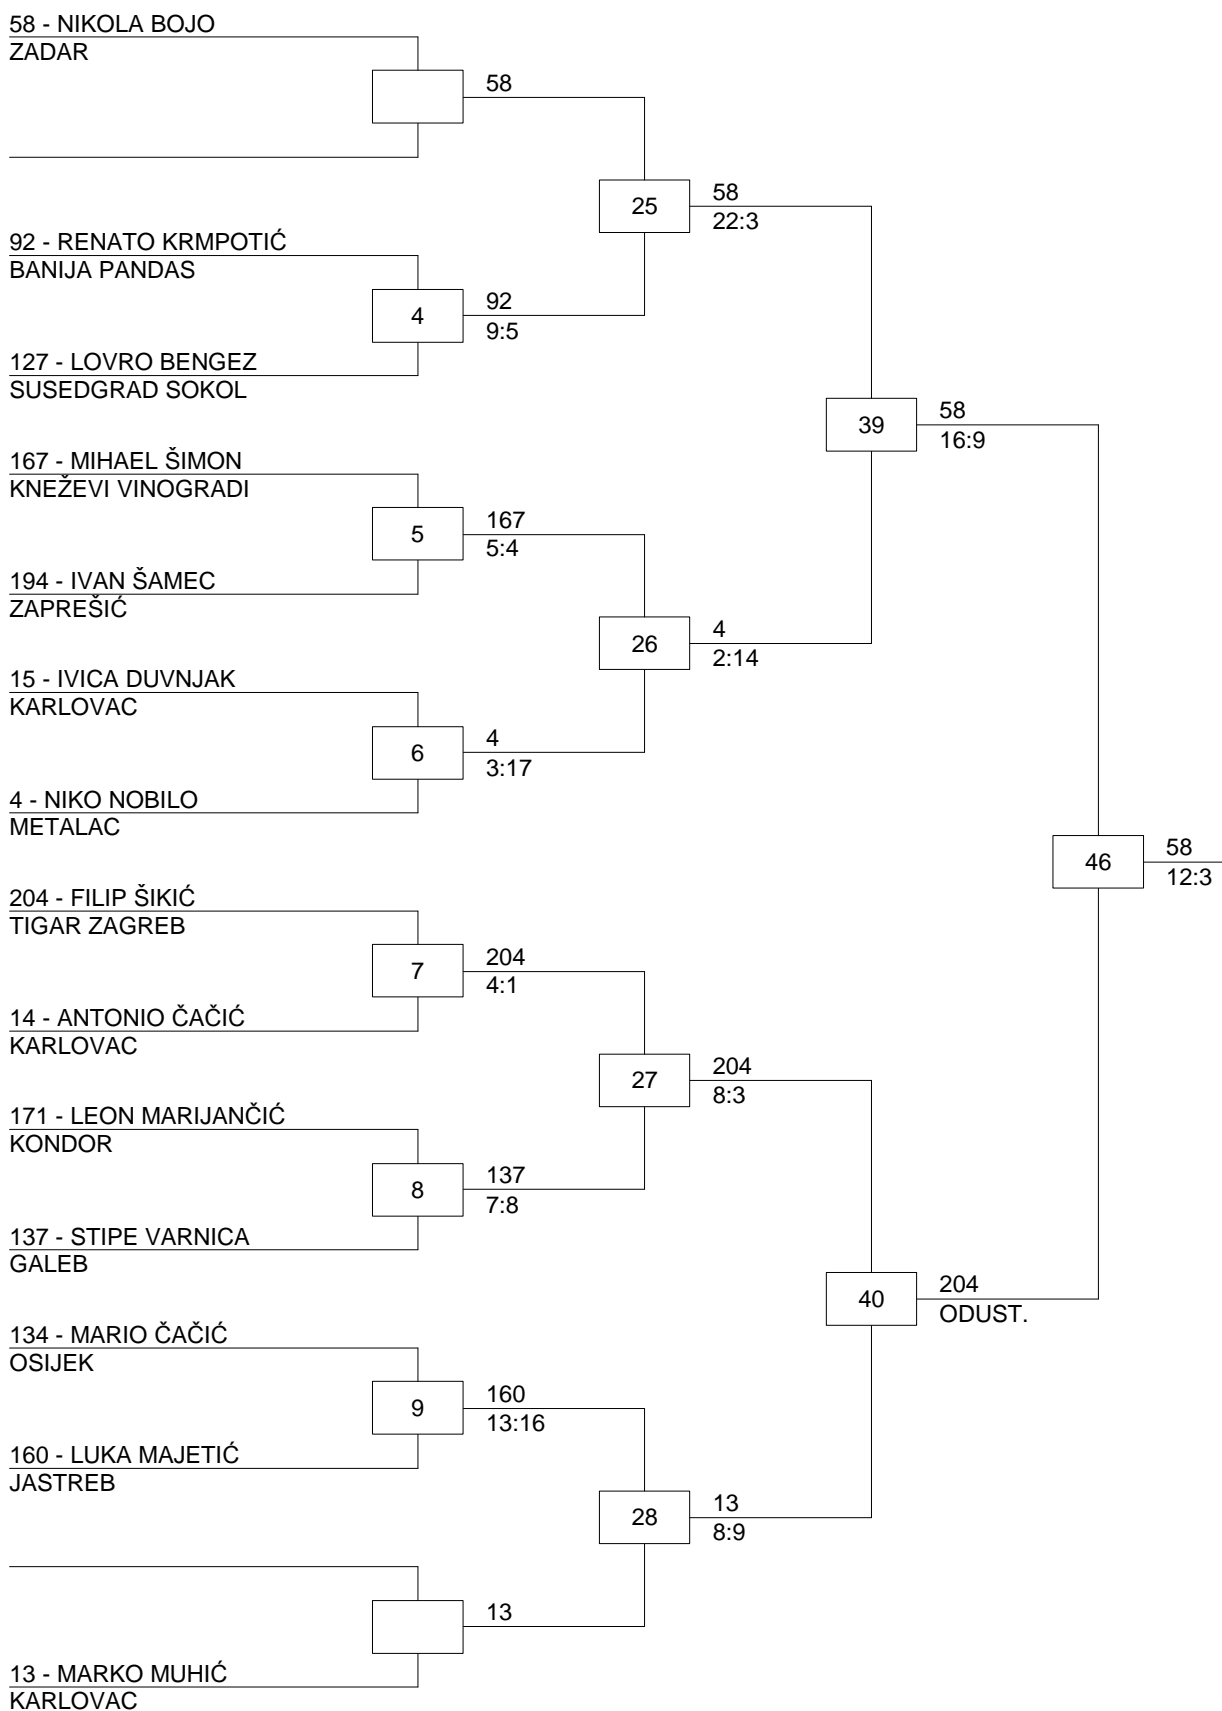 58 - NIKOLA BOJO
ZADAR
58
25
58
22:3
92 - RENATO KRMPOTIĆ
BANIJA PANDAS
4
92
9:5
127 - LOVRO BENGEZ
SUSEDGRAD SOKOL
39
58
16:9
167 - MIHAEL ŠIMON
KNEŽEVI VINOGRADI
5
167
5:4
194 - IVAN ŠAMEC
ZAPREŠIĆ
26
4
2:14
15 - IVICA DUVNJAK
KARLOVAC
6
4
3:17
4 - NIKO NOBILO
METALAC
46
58
12:3
204 - FILIP ŠIKIĆ
TIGAR ZAGREB
7
204
4:1
14 - ANTONIO ČAČIĆ
KARLOVAC
27
204
8:3
171 - LEON MARIJANČIĆ
KONDOR
8
137
7:8
137 - STIPE VARNICA
GALEB
40
204
ODUST.
134 - MARIO ČAČIĆ
OSIJEK
9
160
13:16
160 - LUKA MAJETIĆ
JASTREB
28
13
8:9
13
13 - MARKO MUHIĆ
KARLOVAC